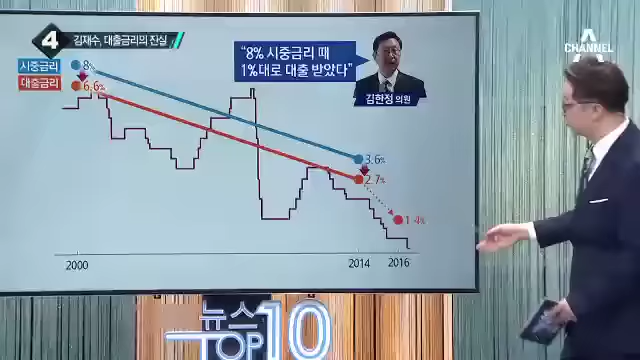 4 김재수, 대출금리의 진실
CHANNEL A
"8% 시중금리 때
1%대로 대출 받았다"
김한정 의원
시중금리 8%
대출금리 6.6%
3.6%
2.7%
1.4%
2000 2014 2016
뉴스
TOP10